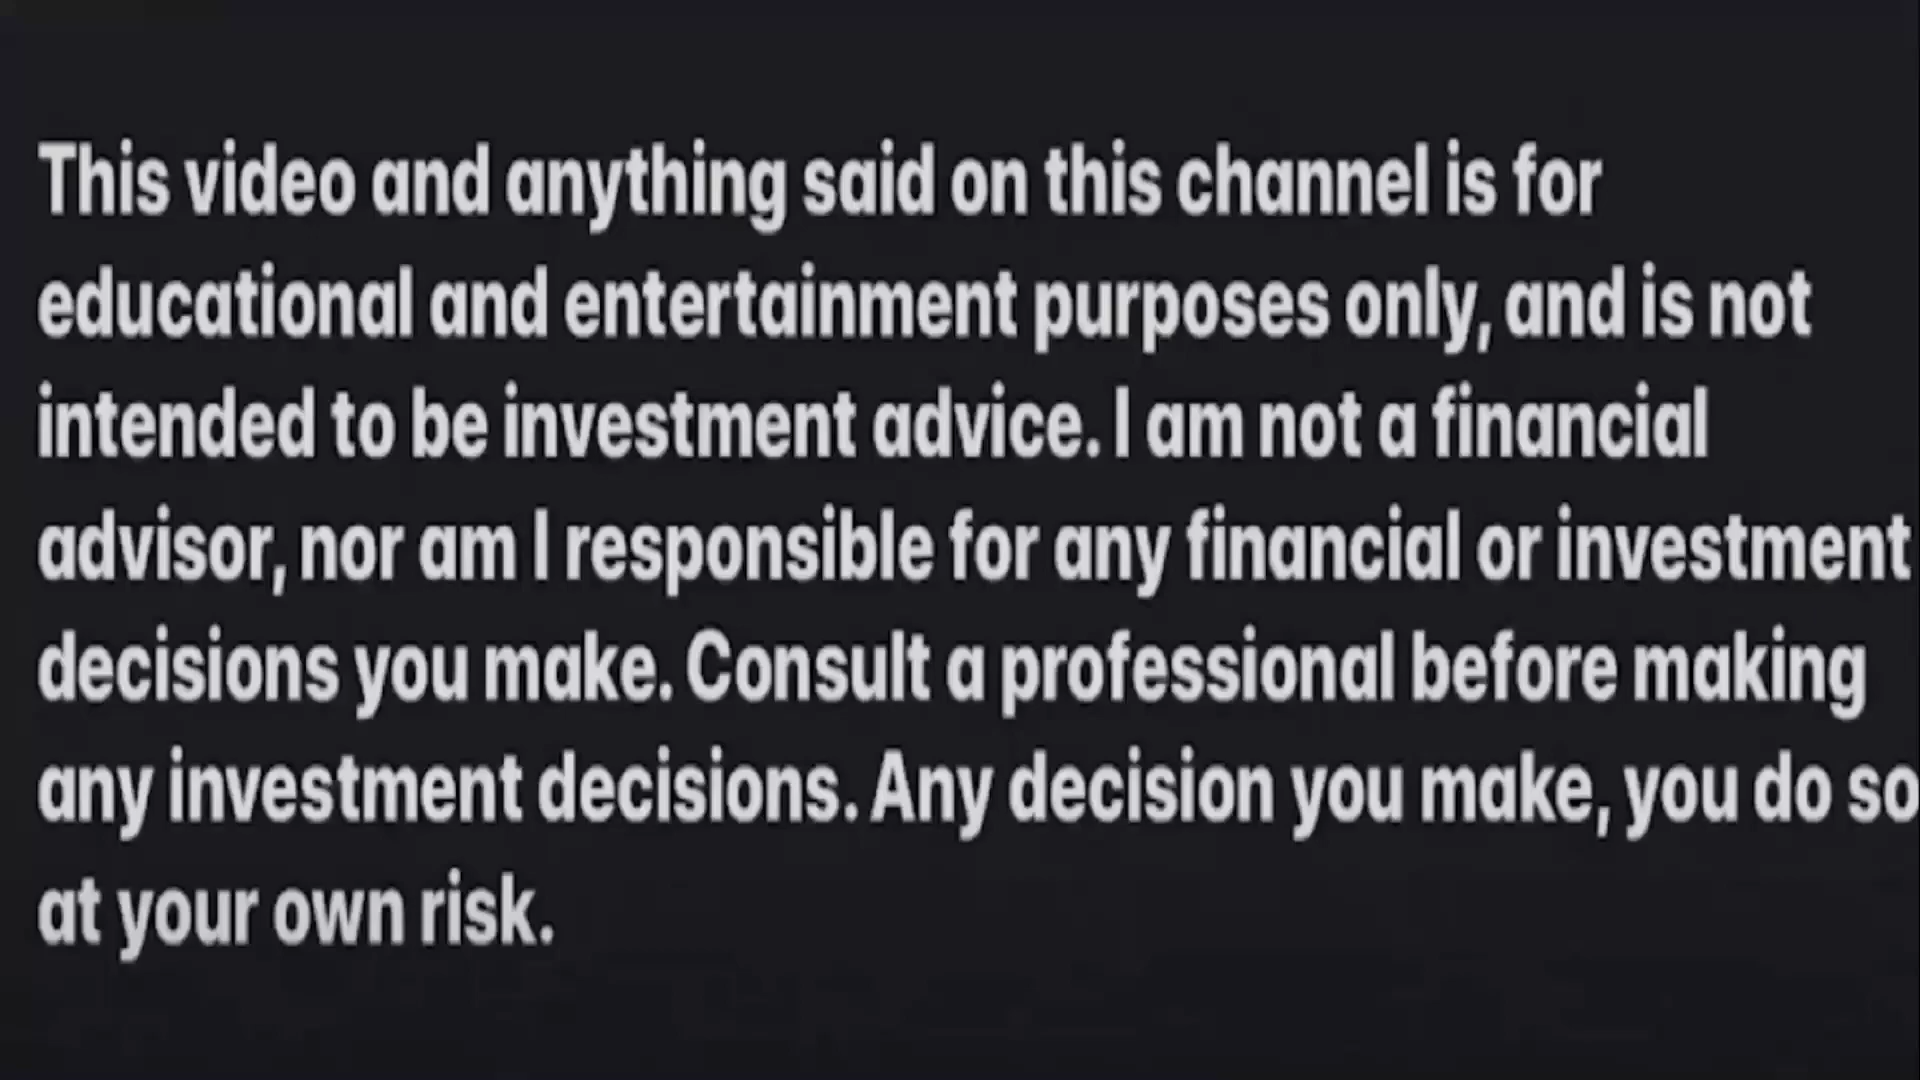 This video and anything said on this channel is for
educational and entertainment purposes only, and is not
intended to be investment advice. I am not a financial
advisor, nor am I responsible for any financial or investment
decisions you make. Consult a professional before making
any investment decisions. Any decision you make, you do so
at your own risk.